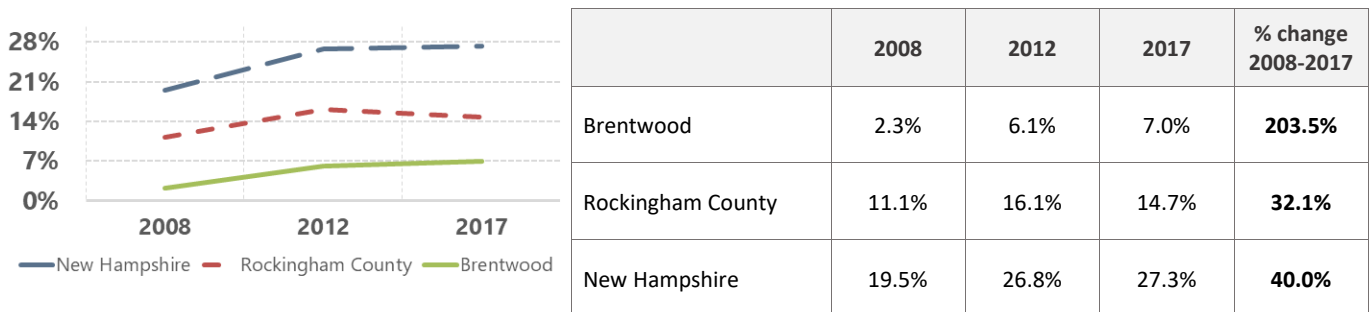 28%
21%
14%
7%
0%
2008 2012 2017
New Hampshire Rockingham County Brentwood
2008 2012 2017 % change
2008-2017
Brentwood 2.3% 6.1% 7.0% 203.5%
Rockingham County 11.1% 16.1% 14.7% 32.1%
New Hampshire 19.5% 26.8% 27.3% 40.0%